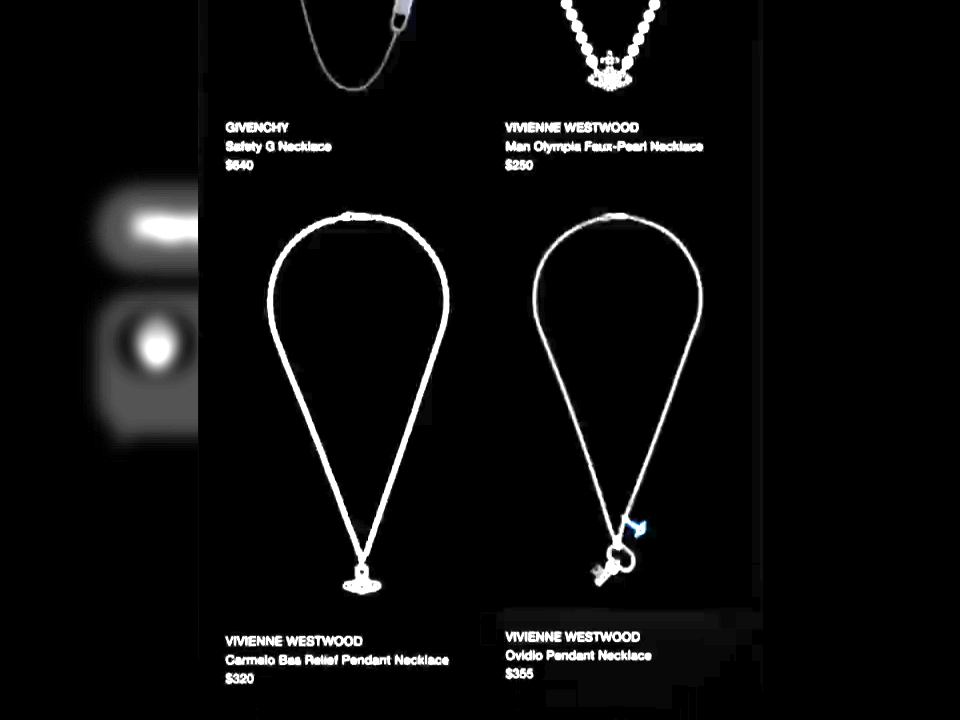 GIVENCHY
Safety G Necklace
$640
VIVIENNE WESTWOOD
Man Olympia Faux-Pearl Necklace
$250
VIVIENNE WESTWOOD
Carmelo Bas Relief Pendant Necklace
$320
VIVIENNE WESTWOOD
Ovidio Pendant Necklace
$355